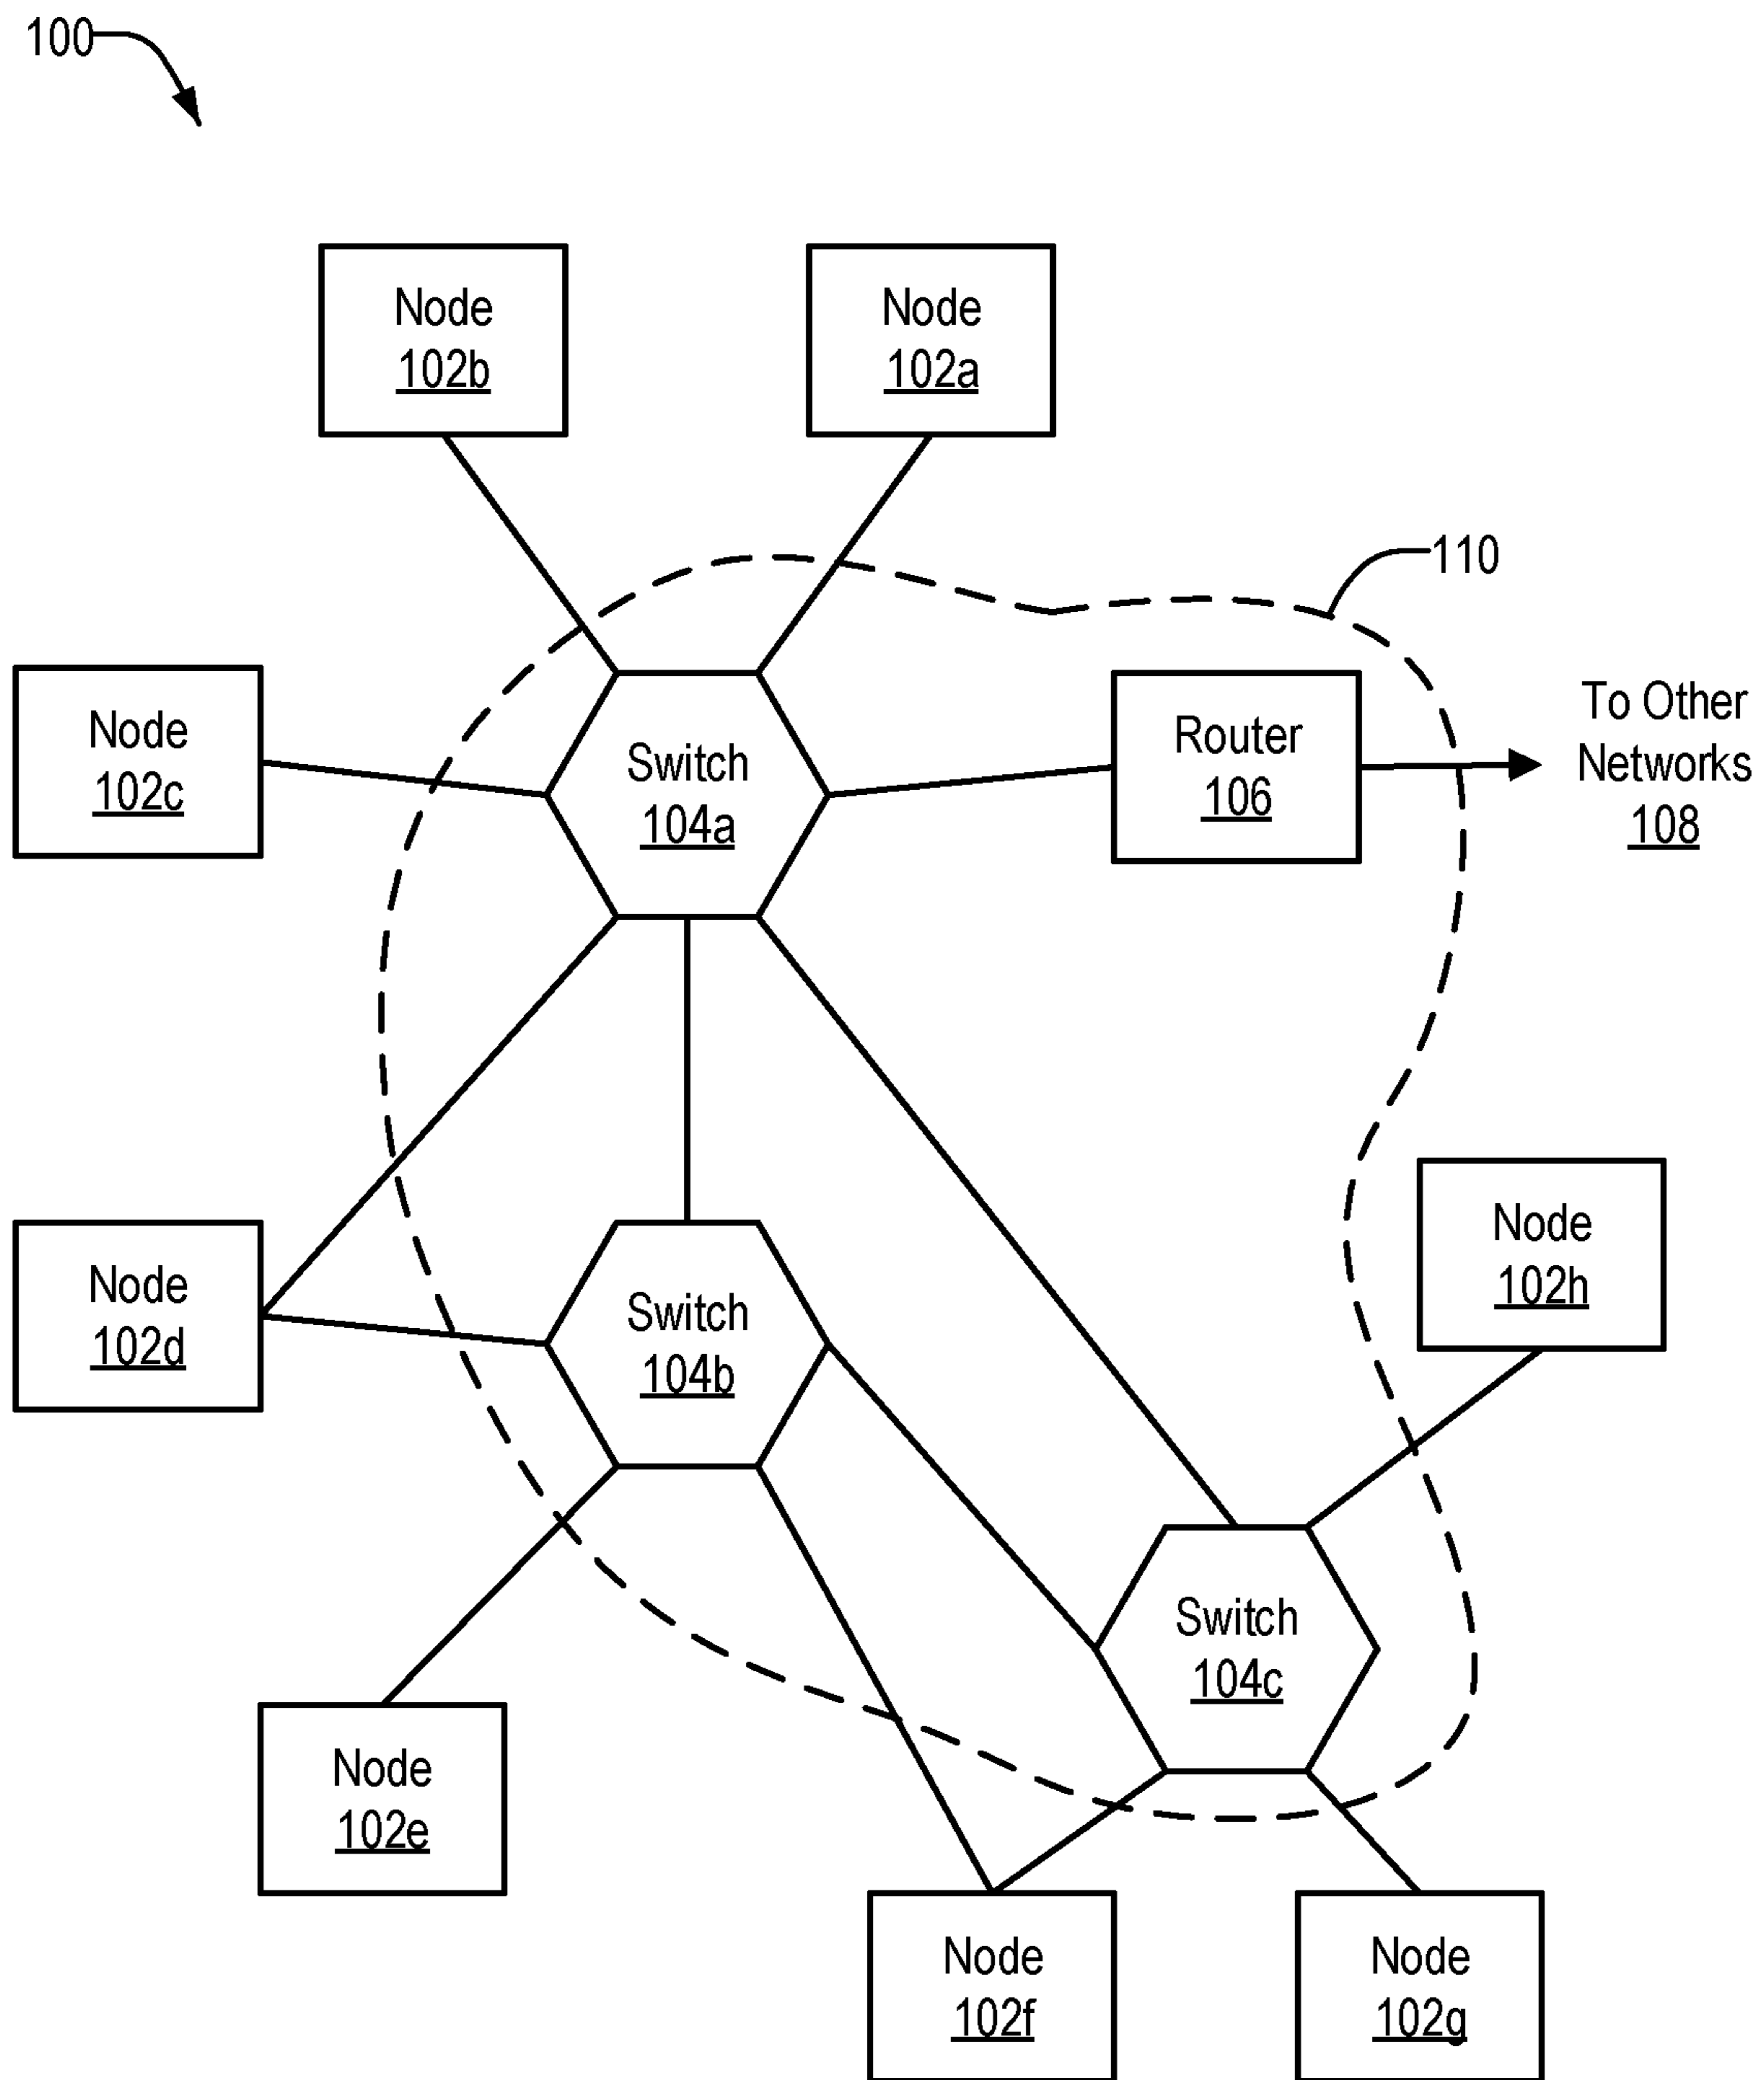 100
Node
102b
Node
102a
110
Node
102c
Switch
104a
Router
106
To Other
Networks
108
Node
102d
Switch
104b
Node
102h
Switch
104c
Node
102e
Node
102f
Node
102g